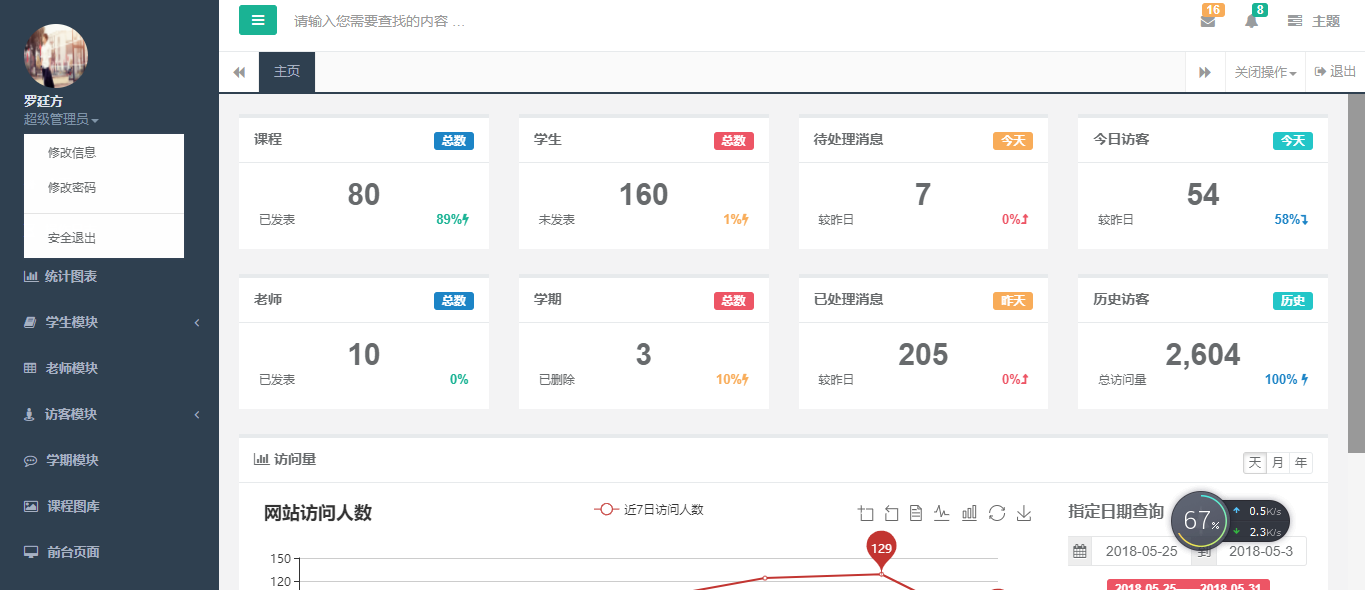 请输入您需要查找的内容 …
16
8
主题
罗廷方
超级管理员
修改信息
修改密码
安全退出
统计图表
学生模块
老师模块
访客模块
学期模块
课程图库
前台页面
主页
关闭操作
退出
课程 总数
80
已发表 89%
学生 总数
160
未发表 1%
待处理消息 今天
7
较昨日 0%
今日访客 今天
54
较昨日 58%
老师 总数
10
已发表 0%
学期 总数
3
已删除 10%
已处理消息 昨天
205
较昨日 0%
历史访客 历史
2,604
总访问量 100%
访问量
天 月 年
网站访问人数
近7日访问人数
150
120
129
指定日期查询
67%
0.5K/s
2.3K/s
2018-05-25 到 2018-05-3
2018-05-25 2018-05-31